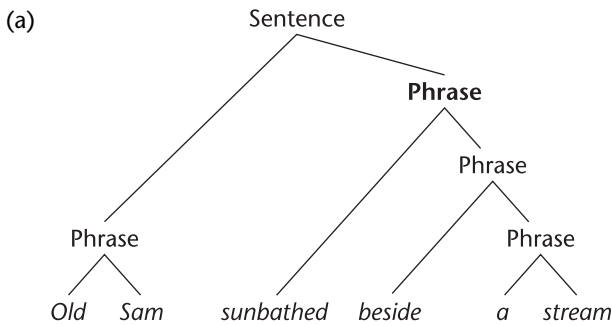 (a)
Sentence
Phrase
Phrase
Phrase Phrase
Old Sam sunbathed beside a stream